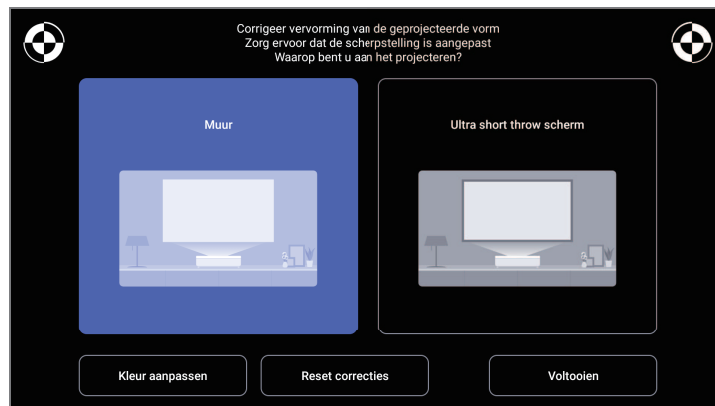 Corrigeer vervorming van de geprojecteerde vorm
Zorg ervoor dat de scherpstelling is aangepast
Waarop bent u aan het projecteren?
Muur
Ultra short throw scherm
Kleur aanpassen
Reset correcties
Voltooien